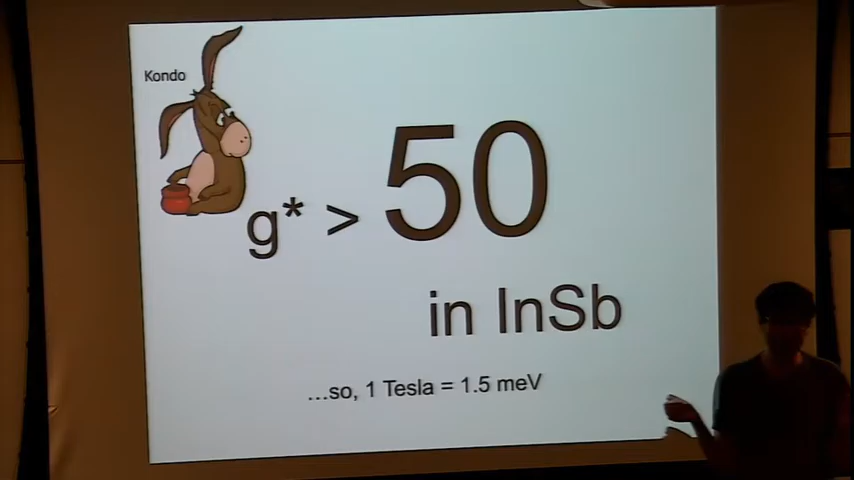 Kondo
g* > 50
in InSb
...so, 1 Tesla = 1.5 meV